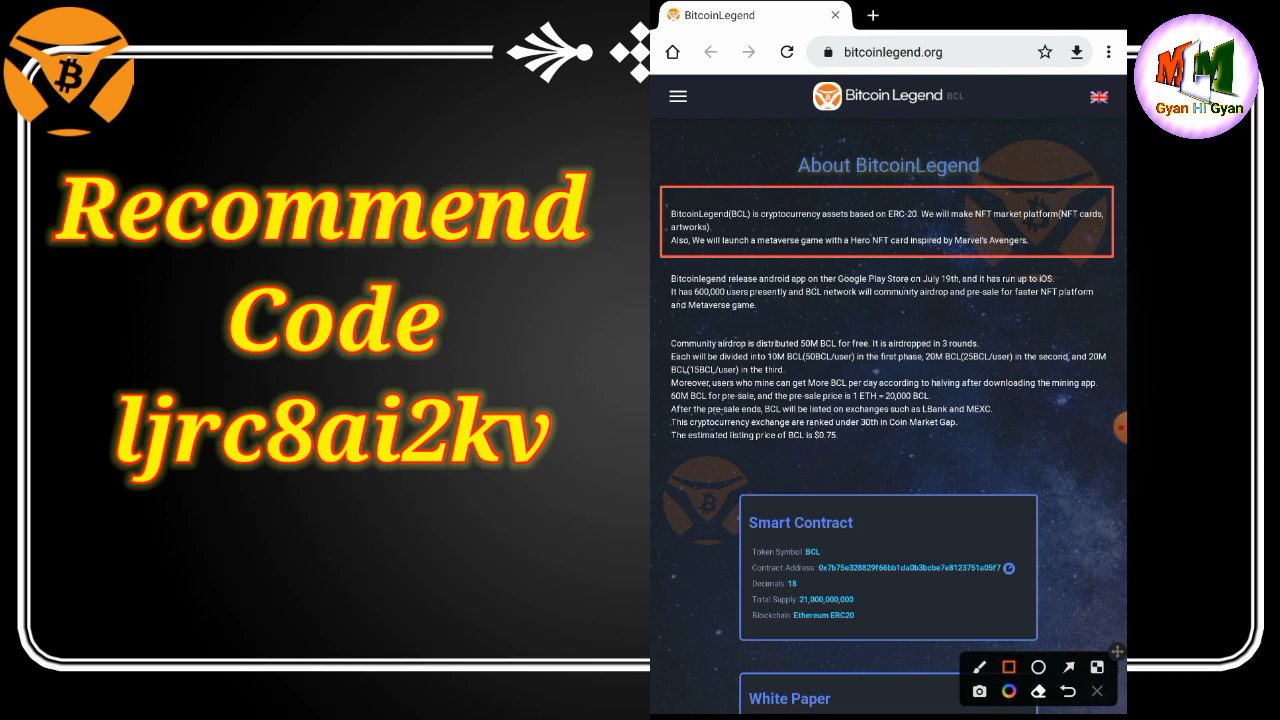 Recommend
Code
ljrc8ai2kv
BitcoinLegend
bitcoinlegend.org
Bitcoin Legend BCL
MM
Gyan Hi Gyan
About BitcoinLegend
BitcoinLegend(BCL) is cryptocurrency assets based on ERC-20. We will make NFT market platform(NFT cards,
artworks).
Also, We will launch a metaverse game with a Hero NFT card inspired by Marvel's Avengers.
Bitcoinlegend release android app on ther Google Play Store on July 19th, and it has run up to iOS.
It has 600,000 users presently and BCL network will community airdrop and pre-sale for faster NFT platform
and Metaverse game.
Community airdrop is distributed 50M BCL for free. It is airdropped in 3 rounds.
Each will be divided into 10M BCL(50BCL/user) in the first phase, 20M BCL(25BCL/user) in the second, and 20M
BCL(15BCL/user) in the third.
Moreover, users who mine can get More BCL per day according to halving after downloading the mining app.
60M BCL for pre-sale, and the pre-sale price is 1 ETH = 20,000 BCL.
After the pre-sale ends, BCL will be listed on exchanges such as LBank and MEXC.
This cryptocurrency exchange are ranked under 30th in Coin Market Gap.
The estimated listing price of BCL is $0.75.
Smart Contract
Token Symbol BCL
Contract Address : 0x7b75e328829f66bb1da0b3bcbe7e8123751a05f7
Decimals 18
Total Supply : 21,000,000,000
Blockchain Ethereum ERC20
White Paper